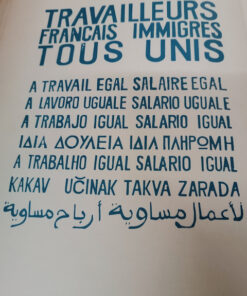 TRAVAILLEURS
FRANÇAIS IMMIGRES
TOUS UNIS
A TRAVAIL EGAL SALAIRE EGAL
A LAVORO UGUALE SALARIO UGUALE
A TRABAJO IGUAL SALARIO IGUAL
ΙΔΙΑ ΔΟΥΛΕΙΑ ΙΔΙΑ ΠΛΗΡΩΜΗ
A TRABALHO IGUAL SALARIO IGUAL
KAKAV UČINAK TAKVA ZARADA
لأعمال مساوية أرباح مساوية